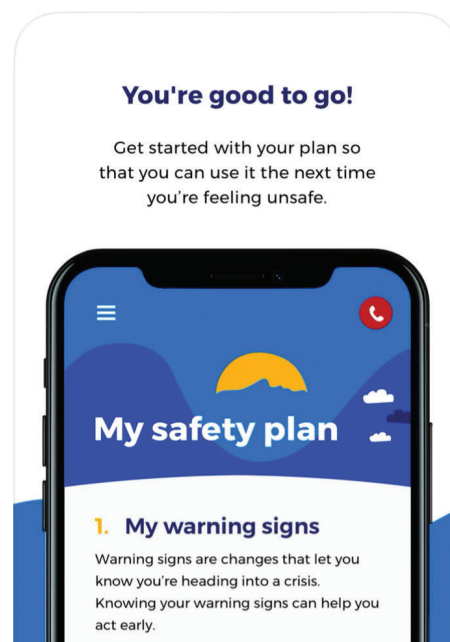 You're good to go!
Get started with your plan so
that you can use it the next time
you're feeling unsafe.
My safety plan
1. My warning signs
Warning signs are changes that let you
know you're heading into a crisis.
Knowing your warning signs can help you
act early.